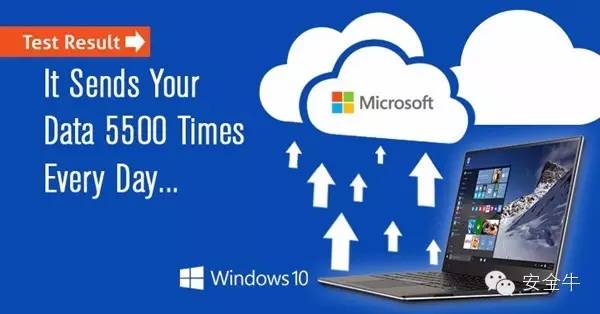 Test Result
It Sends Your
Data 5500 Times
Every Day...
Microsoft
Windows 10
安全牛